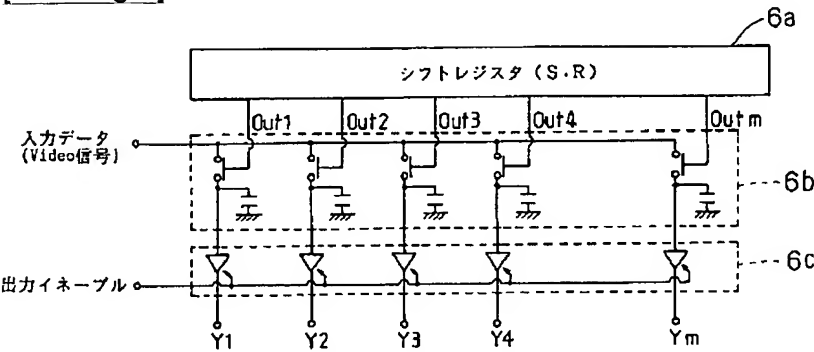 6a
シフトレジスタ (S.R)
Out1 Out2 Out3 Out4 Outm
入力データ
(Video信号)
6b
6c
出力イネーブル
Y1 Y2 Y3 Y4 Ym